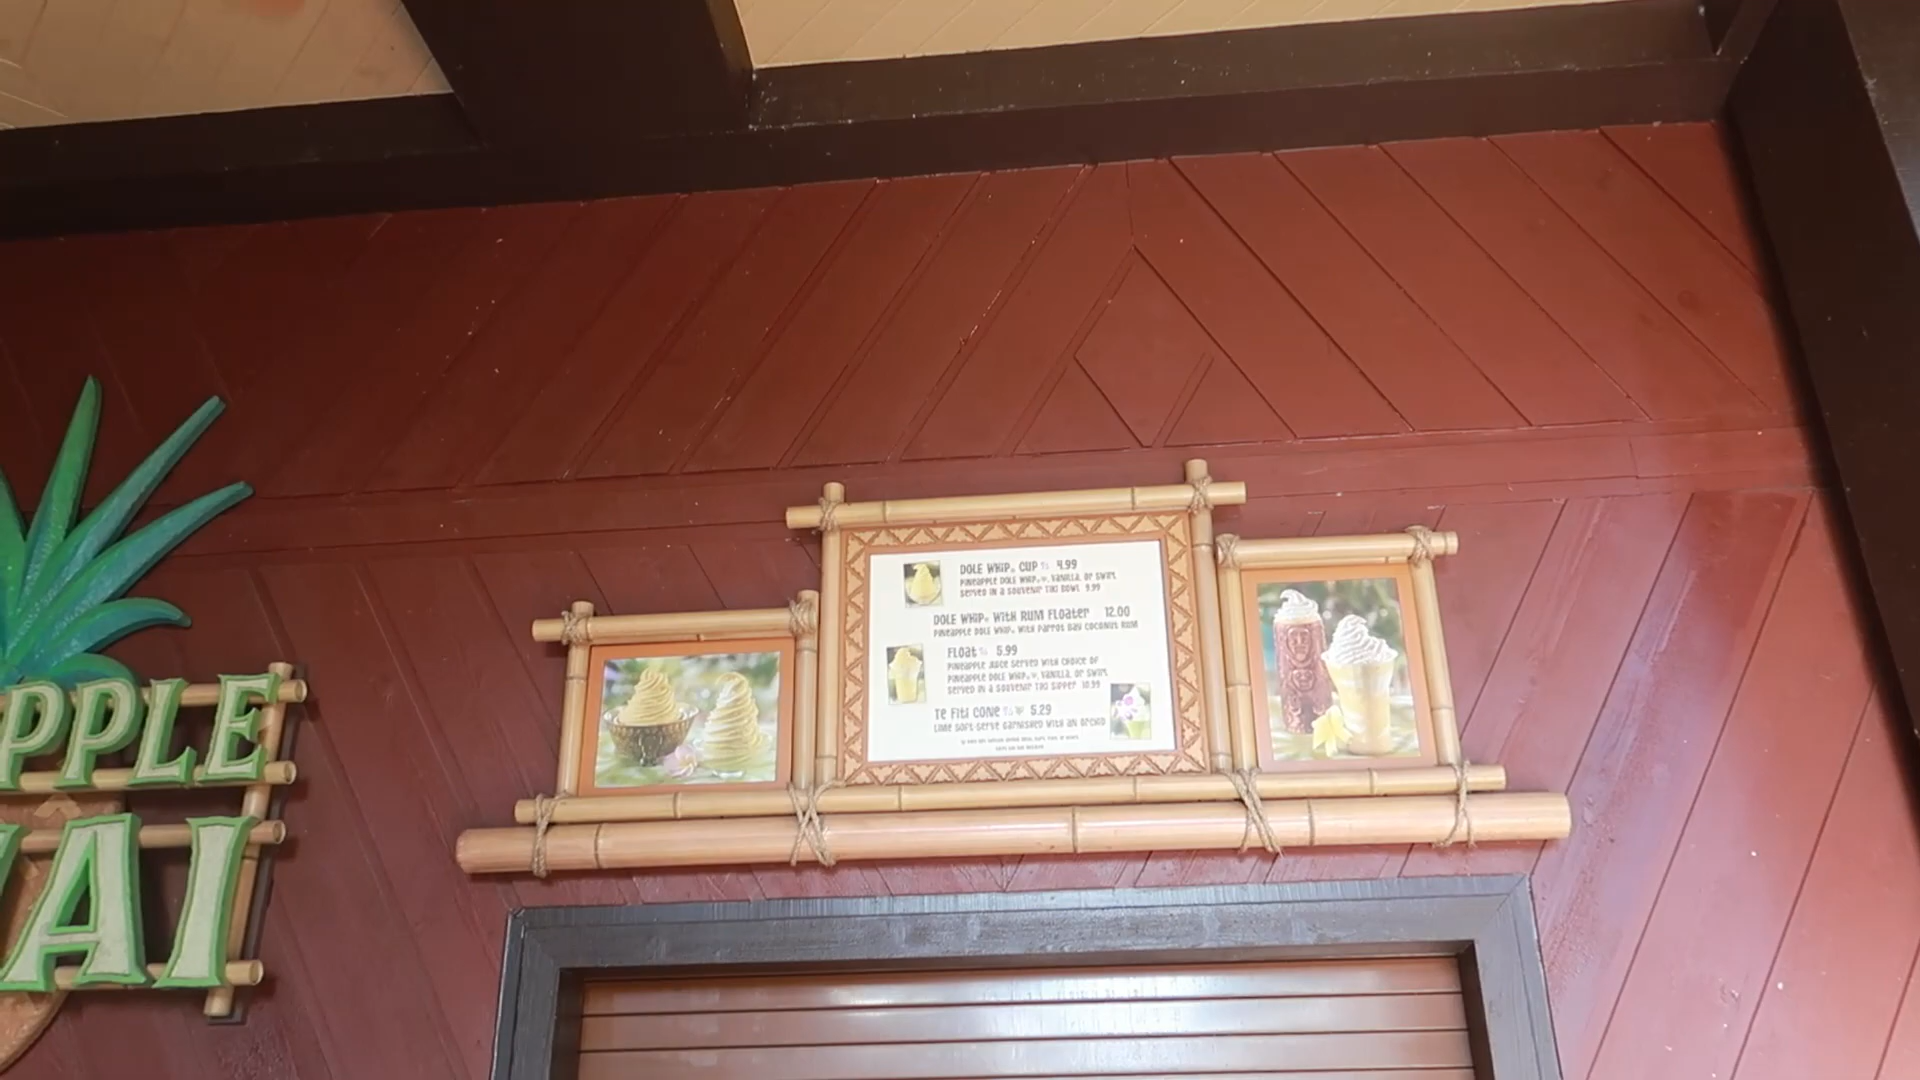 PPLE
AI
DOLE WHIP® CUP 4.99
PINEAPPLE DOLE WHIP®, VANILLA, OR SWIRL
SERVED IN A SOUVENIR TIKI BOWL 9.99
DOLE WHIP® WITH RUM FLOATER 12.00
PINEAPPLE DOLE WHIP® WITH PARROT BAY COCONUT RUM
FLOAT 5.99
PINEAPPLE JUICE SERVED WITH CHOICE OF
PINEAPPLE DOLE WHIP®, VANILLA, OR SWIRL
SERVED IN A SOUVENIR TIKI SIPPER 10.99
TE FITI CONE 5.29
LIME SOFT-SERVE GARNISHED WITH AN ORCHID